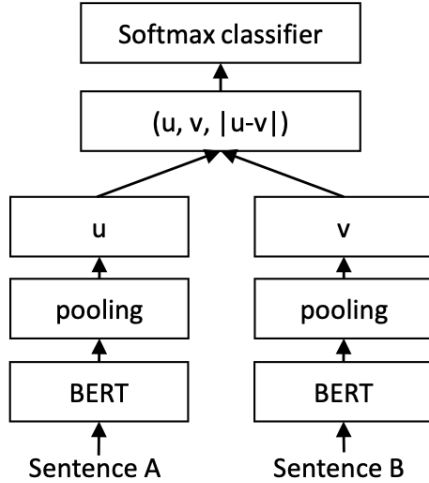 Softmax classifier
(u, v, |u-v|)
u
v
pooling
pooling
BERT
BERT
Sentence A
Sentence B